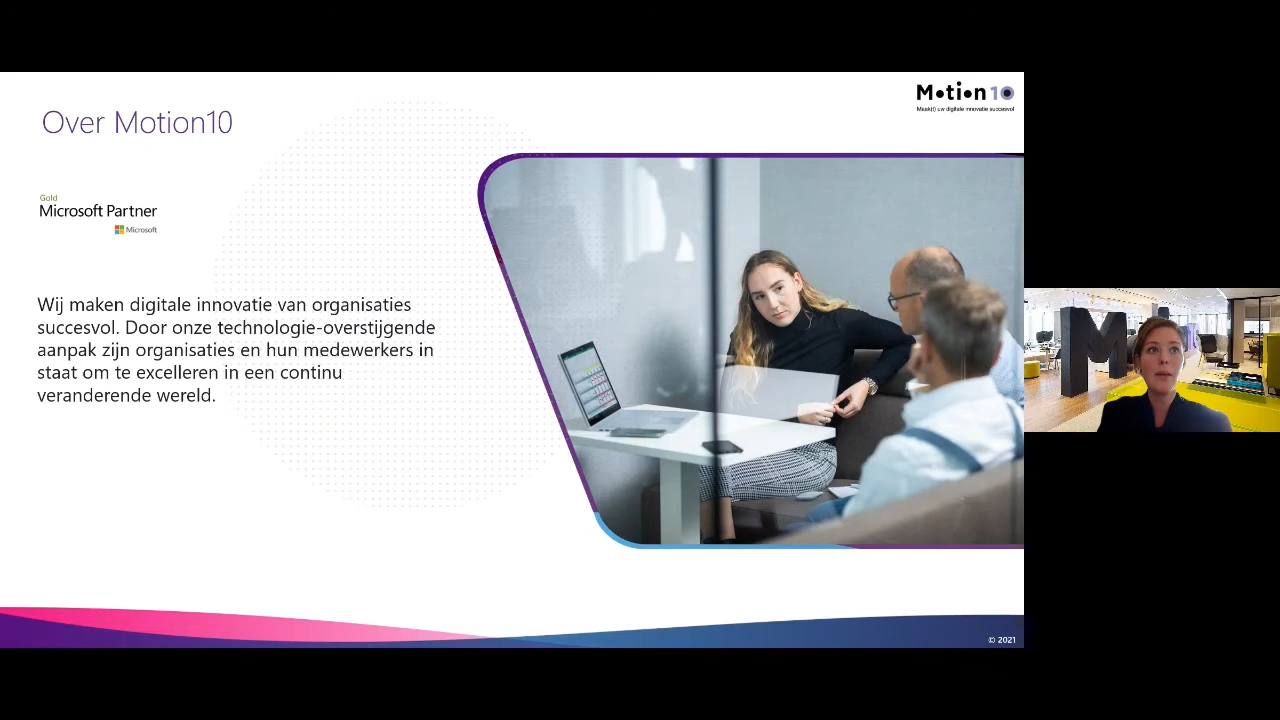 Over Motion10
Motion10
Maak(t) uw digitale innovatie succesvol
Gold
Microsoft Partner
Microsoft
Wij maken digitale innovatie van organisaties
succesvol. Door onze technologie-overstijgende
aanpak zijn organisaties en hun medewerkers in
staat om te excelleren in een continu
veranderende wereld.
M
© 2021